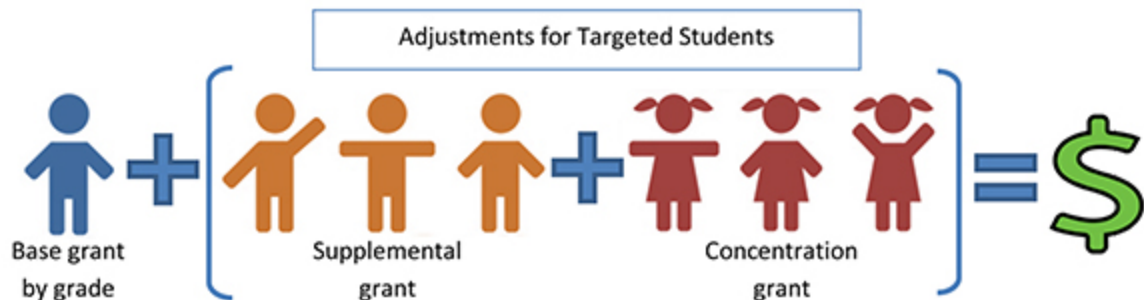 Adjustments for Targeted Students
Base grant
by grade
Supplemental
grant
Concentration
grant
$